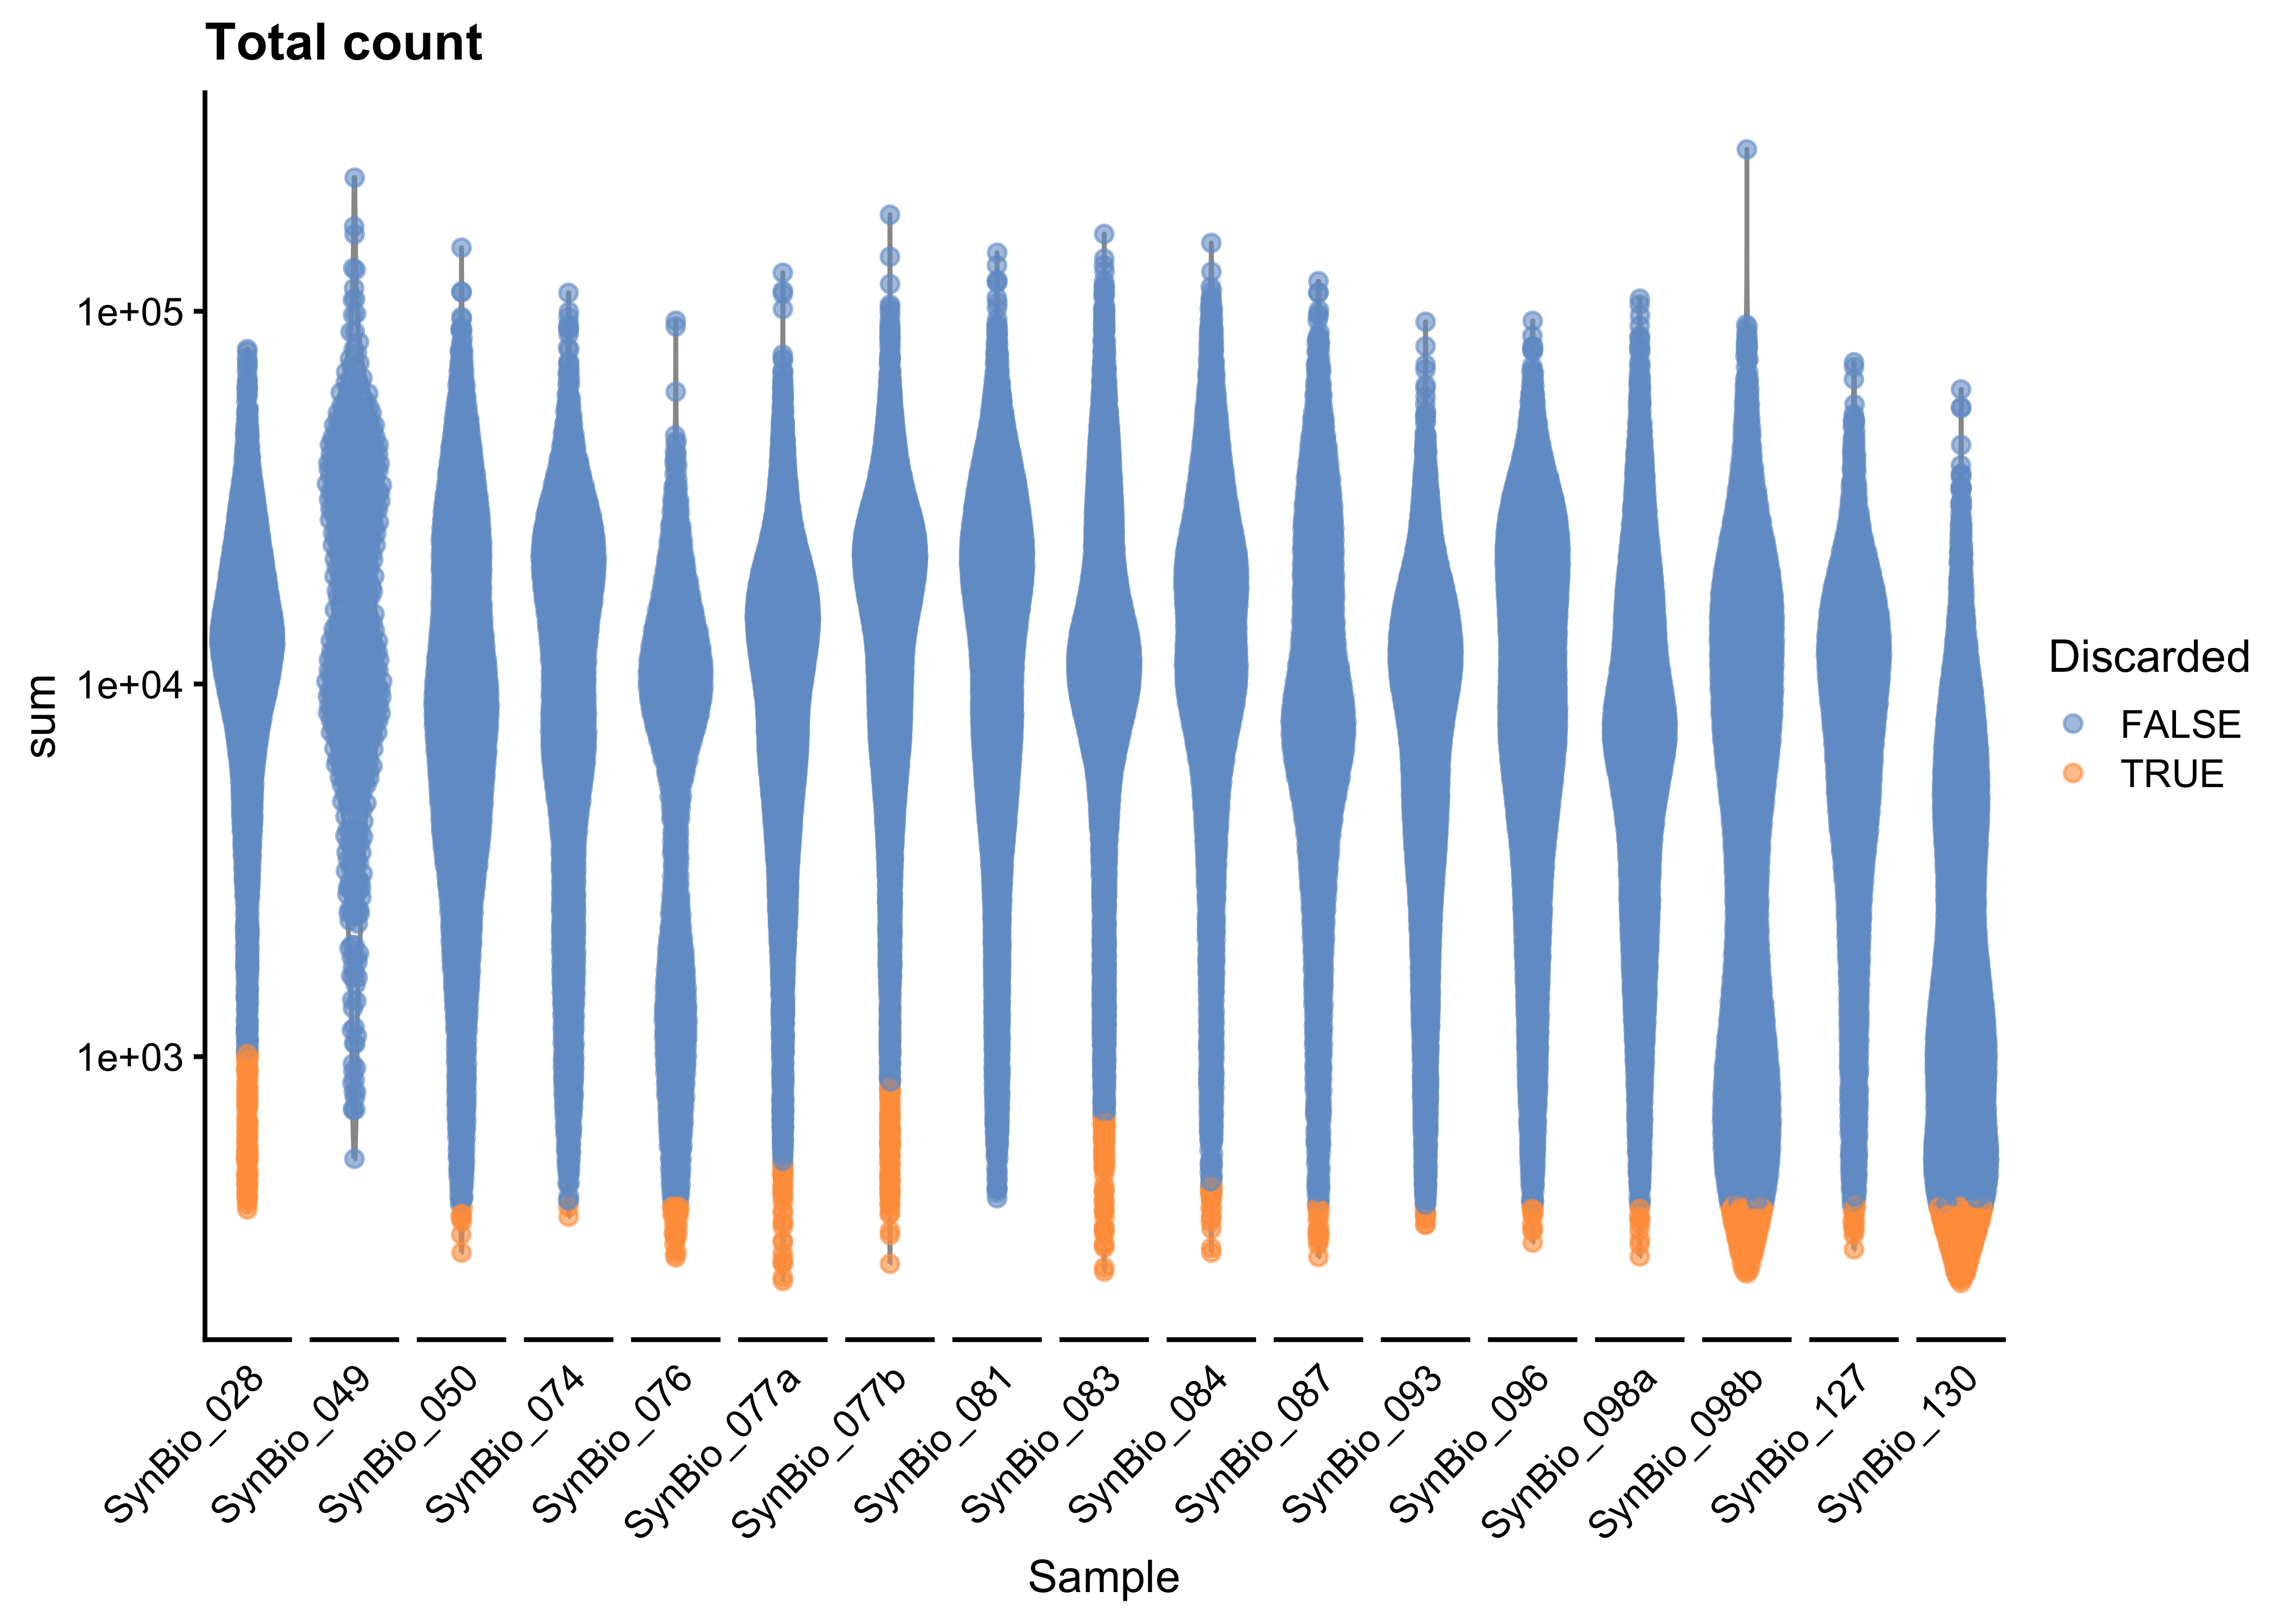 Total count
sum
1e+05
1e+04
1e+03
SynBio_028
SynBio_049
SynBio_050
SynBio_074
SynBio_076
SynBio_077a
SynBio_077b
SynBio_081
SynBio_083
SynBio_084
SynBio_087
SynBio_093
SynBio_096
SynBio_098a
SynBio_098b
SynBio_127
SynBio_130
Sample
Discarded
FALSE
TRUE